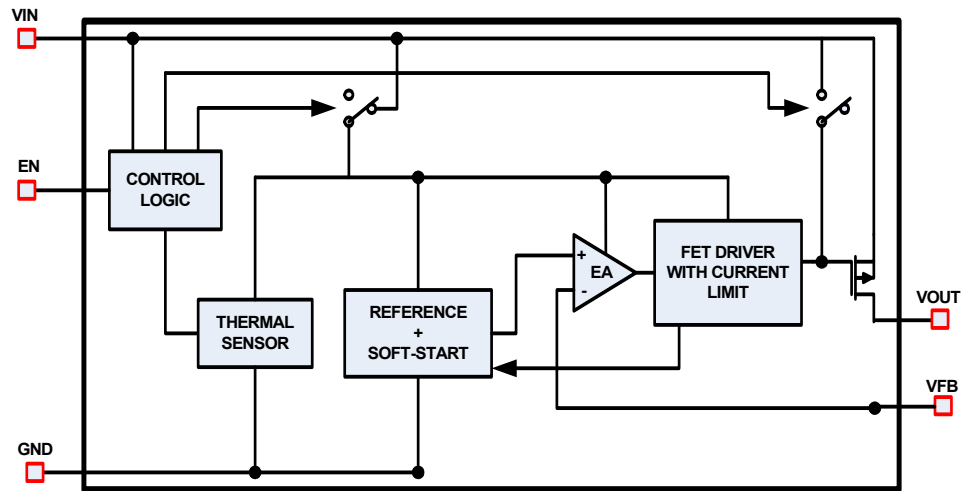 VIN
EN
CONTROL
LOGIC
THERMAL
SENSOR
REFERENCE
+
SOFT-START
+
EA
-
FET DRIVER
WITH CURRENT
LIMIT
VOUT
VFB
GND